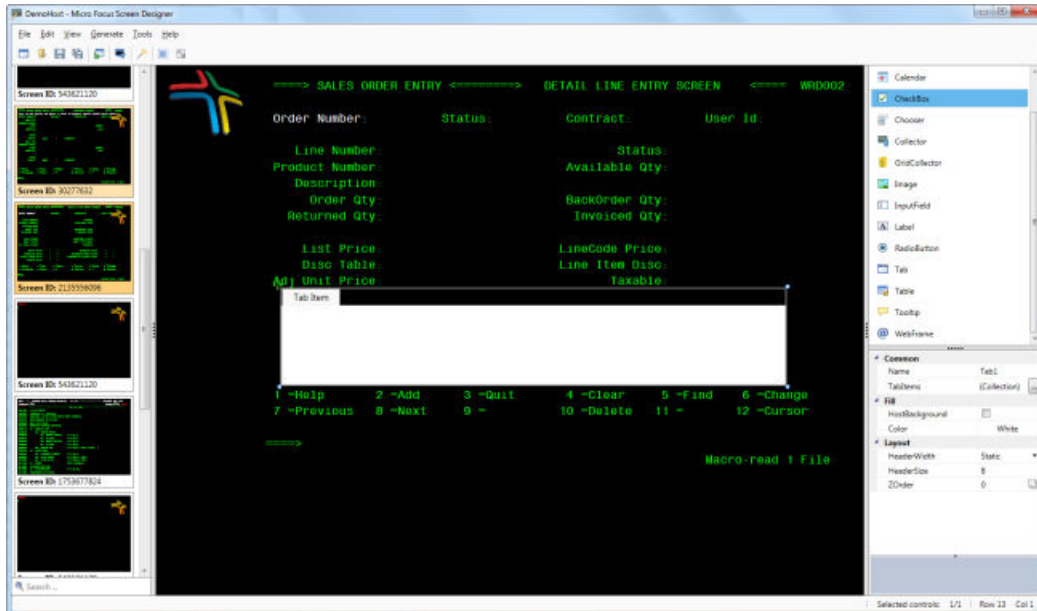 DemoHost - Micro Focus Screen Designer
File Edit View Generate Tools Help
Screen ID: 543621120
Screen ID: 30277632
Screen ID: 2135556096
Screen ID: 543621120
Screen ID: 1753677824
Search ...
====> SALES ORDER ENTRY <========> DETAIL LINE ENTRY SCREEN <==== WRD002
Order Number: Status: Contract: User Id:
Line Number: Status:
Product Number: Available Qty:
Description:
Order Qty: BackOrder Qty:
Returned Qty: Invoiced Qty:
List Price: LineCode Price:
Disc Table: Line Item Disc:
Adj Unit Price: Taxable:
Tab Item
1 =Help 2 =Add 3 =Quit 4 =Clear 5 =Find 6 =Change
7 =Previous 8 =Next 9 = 10 =Delete 11 = 12 =Cursor
====>
Macro-read 1 File
Calendar
CheckBox
Chooser
Collector
GridCollector
Image
InputField
Label
RadioButton
Tab
Table
Tooltip
WebFrame
Common
Name Tab1
TabItems (Collection) ...
Fill
HostBackground
Color White
Layout
HeaderWidth Static
HeaderSize 8
ZOrder 0
Selected controls: 1/1 Row 13 Col 1